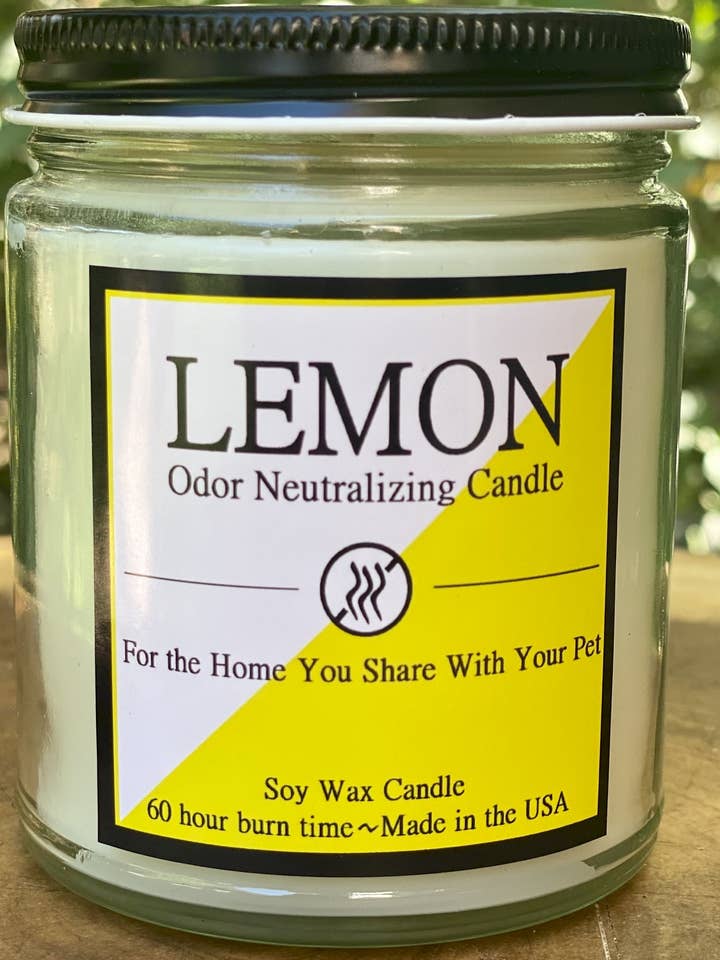 LEMON
Odor Neutralizing Candle
For the Home You Share With Your Pet
Soy Wax Candle
60 hour burn time~Made in the USA